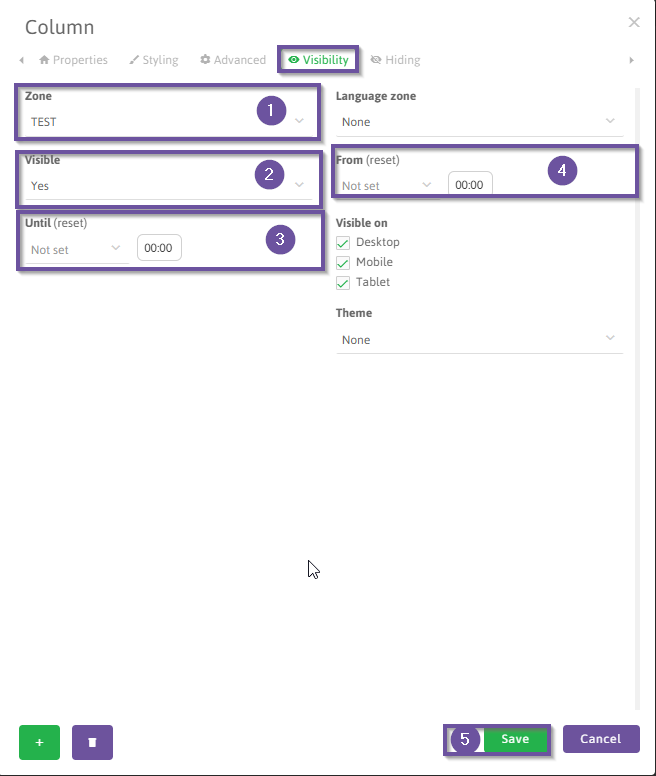 Column
Properties Styling Advanced Visibility Hiding
Zone
TEST
1
Language zone
None
Visible
Yes
2
From (reset)
Not set 00:00
4
Until (reset)
Not set 00:00
3
Visible on
Desktop
Mobile
Tablet
Theme
None
+
5 Save Cancel